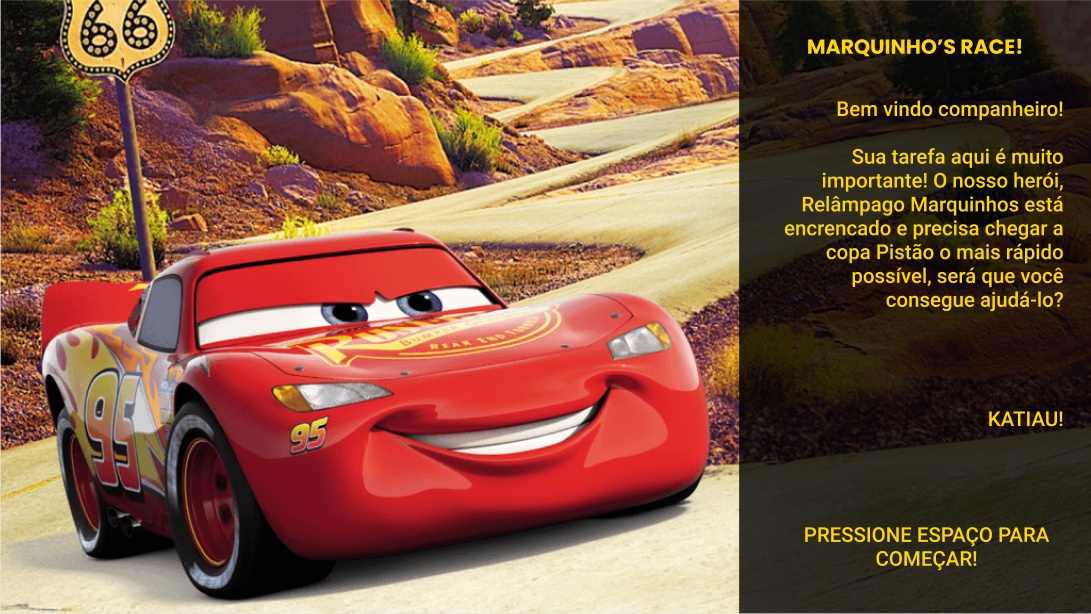 66
MARQUINHO'S RACE!
Bem vindo companheiro!
Sua tarefa aqui é muito
importante! O nosso herói,
Relâmpago Marquinhos está
encrencado e precisa chegar a
copa Pistão o mais rápido
possível, será que você
consegue ajudá-lo?
95
95
KATIAU!
PRESSIONE ESPAÇO PARA
COMEÇAR!